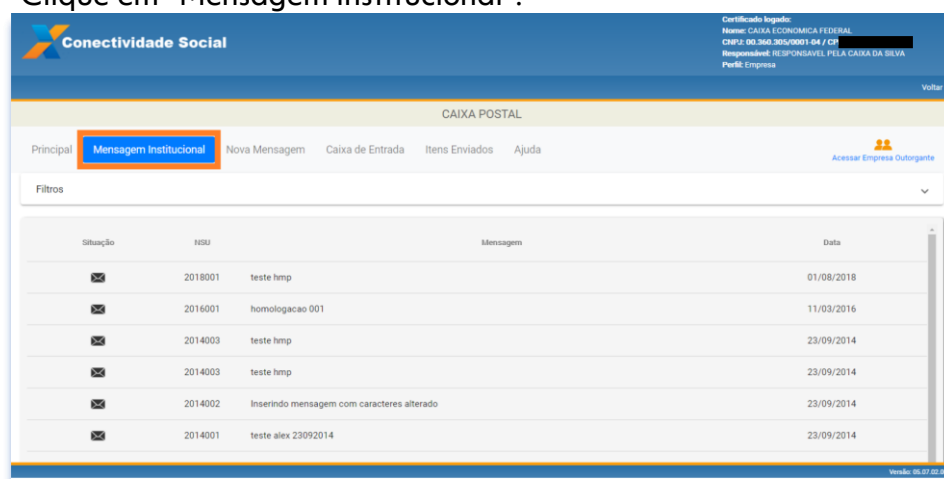 Clique em "Mensagem Institucional".
Conectividade Social
Certificado logado:
Nome: CAIXA ECONOMICA FEDERAL
CNPJ: 00.360.305/0001-04 / CP
Responsável: RESPONSAVEL PELA CAIXA DA SILVA
Perfil: Empresa
Voltar
CAIXA POSTAL
Principal Mensagem Institucional Nova Mensagem Caixa de Entrada Itens Enviados Ajuda
Acessar Empresa Outorgante
Filtros
Situação NSU Mensagem Data
2018001 teste hmp 01/08/2018
2016001 homologacao 001 11/03/2016
2014003 teste hmp 23/09/2014
2014003 teste hmp 23/09/2014
2014002 Inserindo mensagem com caracteres alterado 23/09/2014
2014001 teste alex 23092014 23/09/2014
Versão: 05.07.02.0